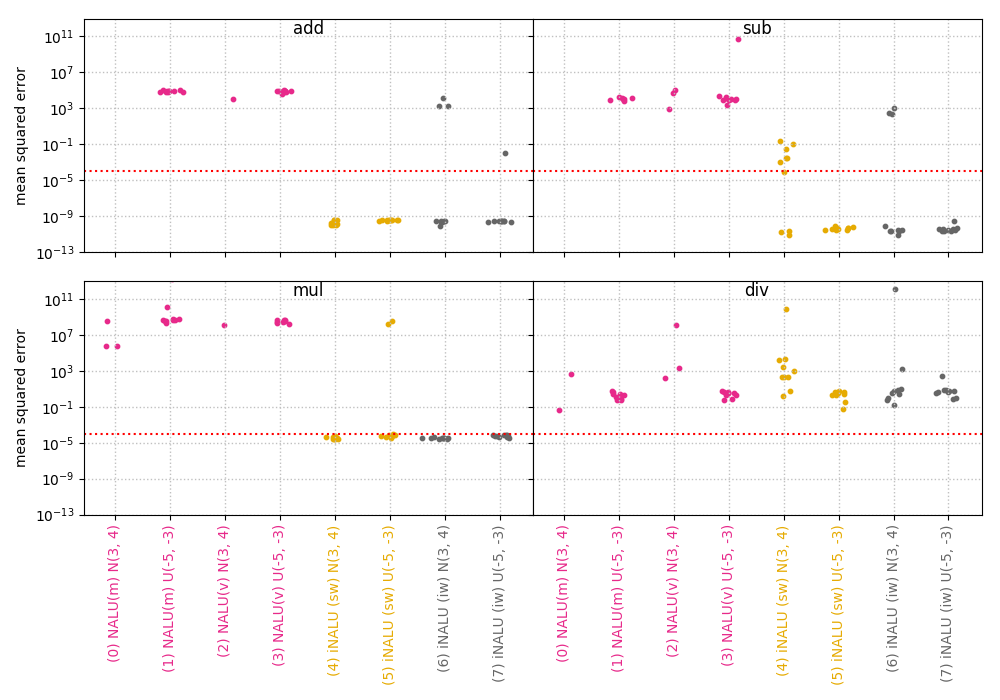 add
sub
mean squared error
10^11
10^7
10^3
10^-1
10^-5
10^-9
10^-13
mul
div
mean squared error
10^11
10^7
10^3
10^-1
10^-5
10^-9
10^-13
(0) NALU(m) N(3, 4)
(1) NALU(m) U(-5, -3)
(2) NALU(v) N(3, 4)
(3) NALU(v) U(-5, -3)
(4) iNALU (sw) N(3, 4)
(5) iNALU (sw) U(-5, -3)
(6) iNALU (iw) N(3, 4)
(7) iNALU (iw) U(-5, -3)
(0) NALU(m) N(3, 4)
(1) NALU(m) U(-5, -3)
(2) NALU(v) N(3, 4)
(3) NALU(v) U(-5, -3)
(4) iNALU (sw) N(3, 4)
(5) iNALU (sw) U(-5, -3)
(6) iNALU (iw) N(3, 4)
(7) iNALU (iw) U(-5, -3)